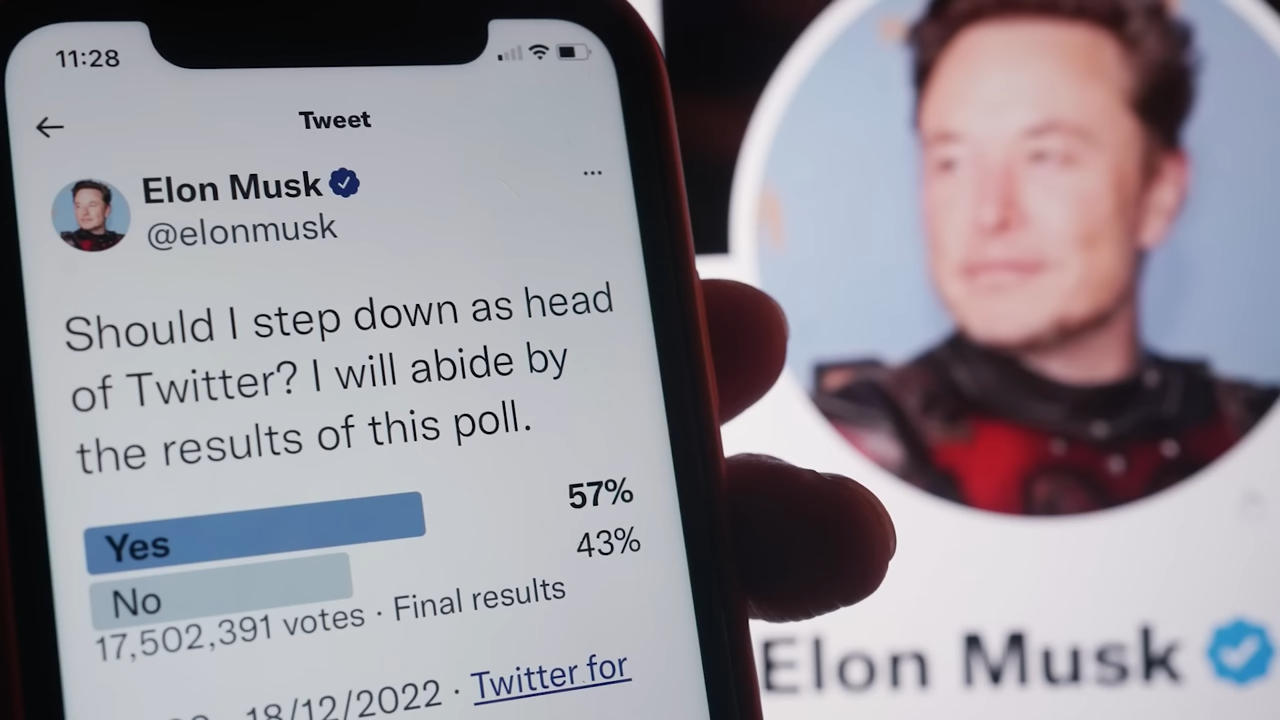 11:28
Tweet
Elon Musk
@elonmusk
Should I step down as head
of Twitter? I will abide by
the results of this poll.
Yes 57%
No 43%
17,502,391 votes · Final results
18/12/2022 · Twitter for
Elon Musk